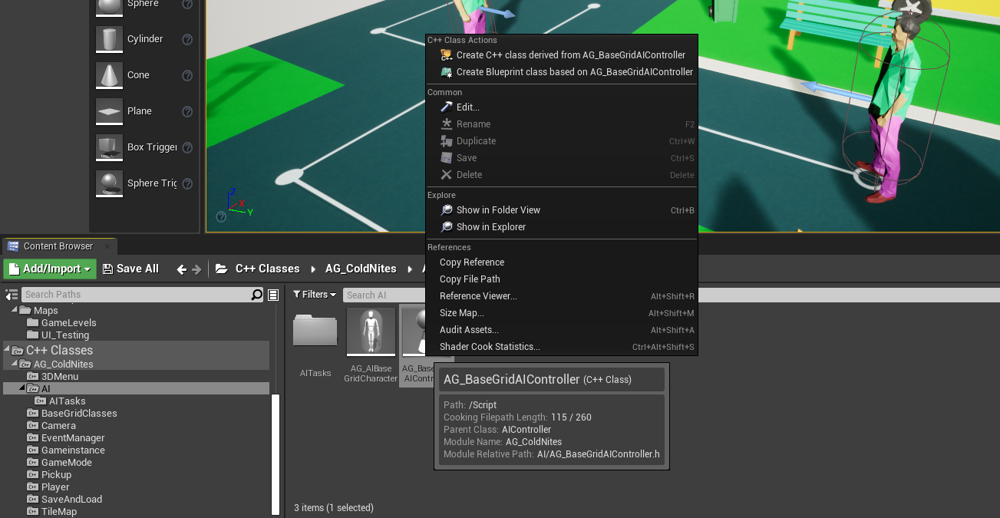 Sphere
Cylinder
Cone
Plane
Box Trigger
Sphere Trig
Z
X
Y
C++ Class Actions
Create C++ class derived from AG_BaseGridAIController
Create Blueprint class based on AG_BaseGridAIController
Common
Edit...
Rename F2
Duplicate Ctrl+W
Save Ctrl+S
Delete Delete
Explore
Show in Folder View Ctrl+B
Show in Explorer
References
Copy Reference
Copy File Path
Reference Viewer... Alt+Shift+R
Size Map... Alt+Shift+M
Audit Assets... Alt+Shift+A
Shader Cook Statistics... Ctrl+Alt+Shift+S
Content Browser
Add/Import Save All C++ Classes AG_ColdNites
Search Paths
Filters Search AI
Maps
GameLevels
UI_Testing
C++ Classes
AG_ColdNites
3DMenu
AI
AITasks
BaseGridClasses
Camera
EventManager
Gameinstance
GameMode
Pickup
Player
SaveAndLoad
TileMap
AITasks
AG_AIBase
GridCharacter
AG_Base
AIContr
AG_BaseGridAIController (C++ Class)
Path: /Script
Cooking Filepath Length: 115 / 260
Parent Class: AIController
Module Name: AG_ColdNites
Module Relative Path: AI/AG_BaseGridAIController.h
3 items (1 selected)